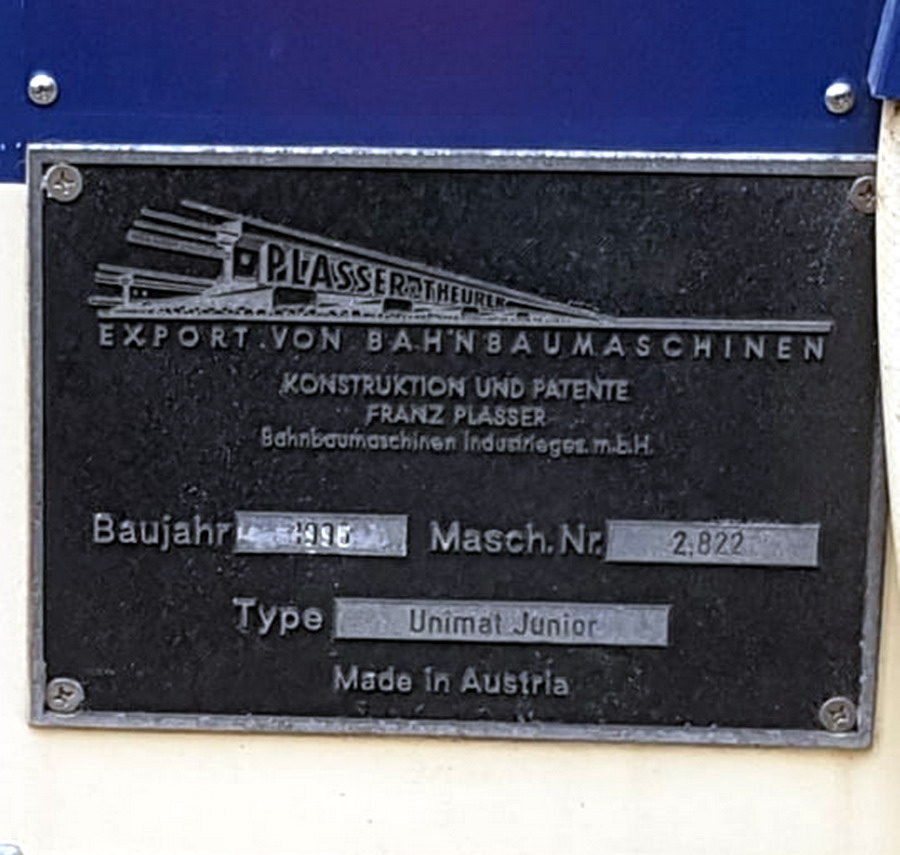 PLASSER & THEURER
EXPORT VON BAHNBAUMASCHINEN
KONSTRUKTION UND PATENTE
FRANZ PLASSER
Bahnbaumaschinen Industrieges. m.b.H.
Baujahr Masch.Nr. 2.822
Type Unimat Junior
Made in Austria